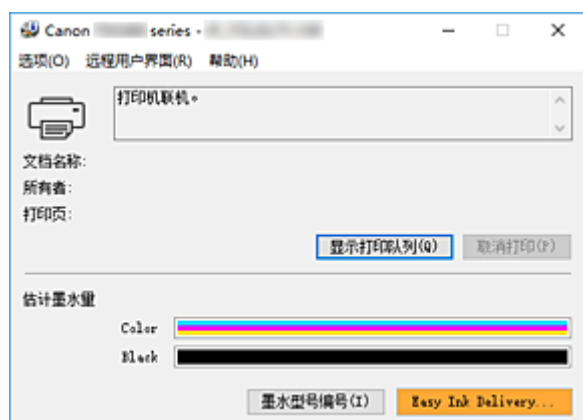 Canon series -
选项(O) 远程用户界面(R) 帮助(H)
打印机联机。
文档名称:
所有者:
打印页:
显示打印队列(Q) 取消打印(P)
估计墨水量
Color
Black
墨水型号编号(I) Easy Ink Delivery...